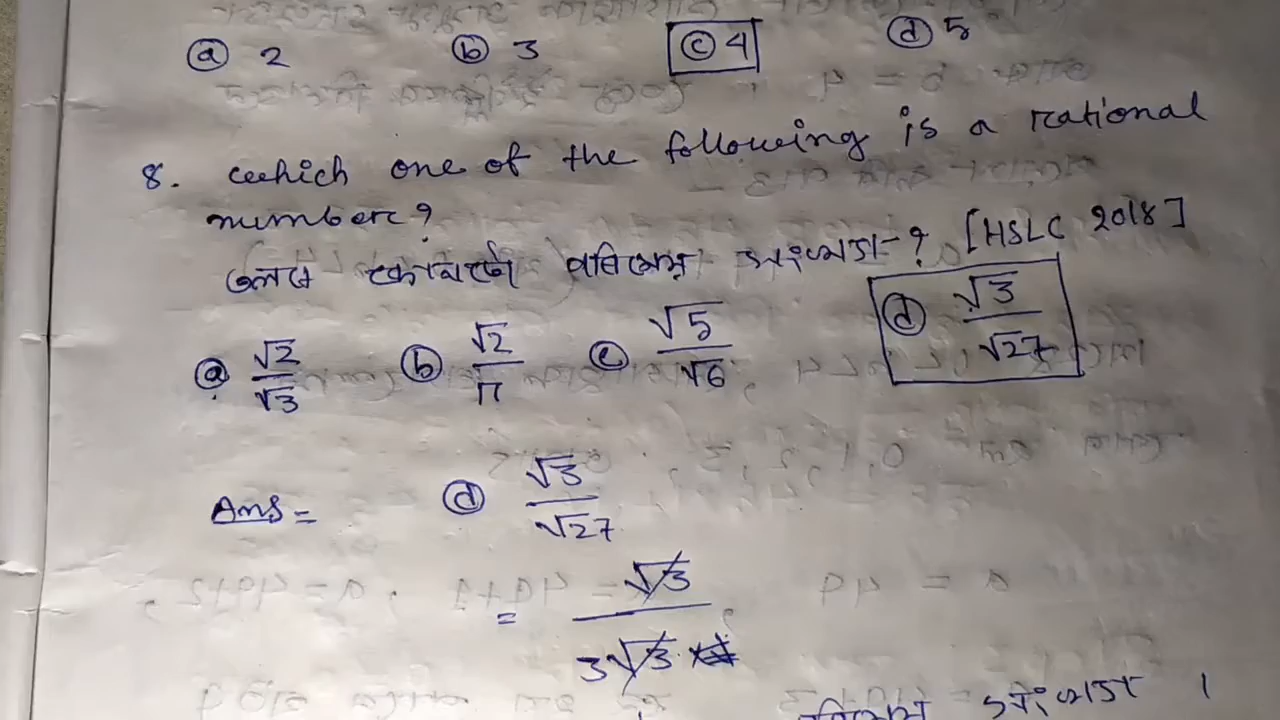 ⓐ 2 ⓑ 3 ⓒ 4 ⓓ 5
8. which one of the following is a rational
number?
তলৰ কোনটো পৰিমেয় সংখ্যা? [HSLC 2018]
ⓐ √2/√3 ⓑ √2/π ⓒ √5/√6 ⓓ √3/√27
Ans = ⓓ √3/√27
= √3/3√3
সংখ্যা ।